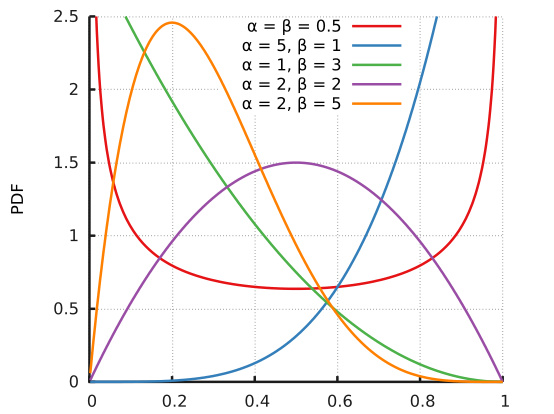 2.5
2
1.5
1
0.5
0
PDF
α = β = 0.5
α = 5, β = 1
α = 1, β = 3
α = 2, β = 2
α = 2, β = 5
0 0.2 0.4 0.6 0.8 1